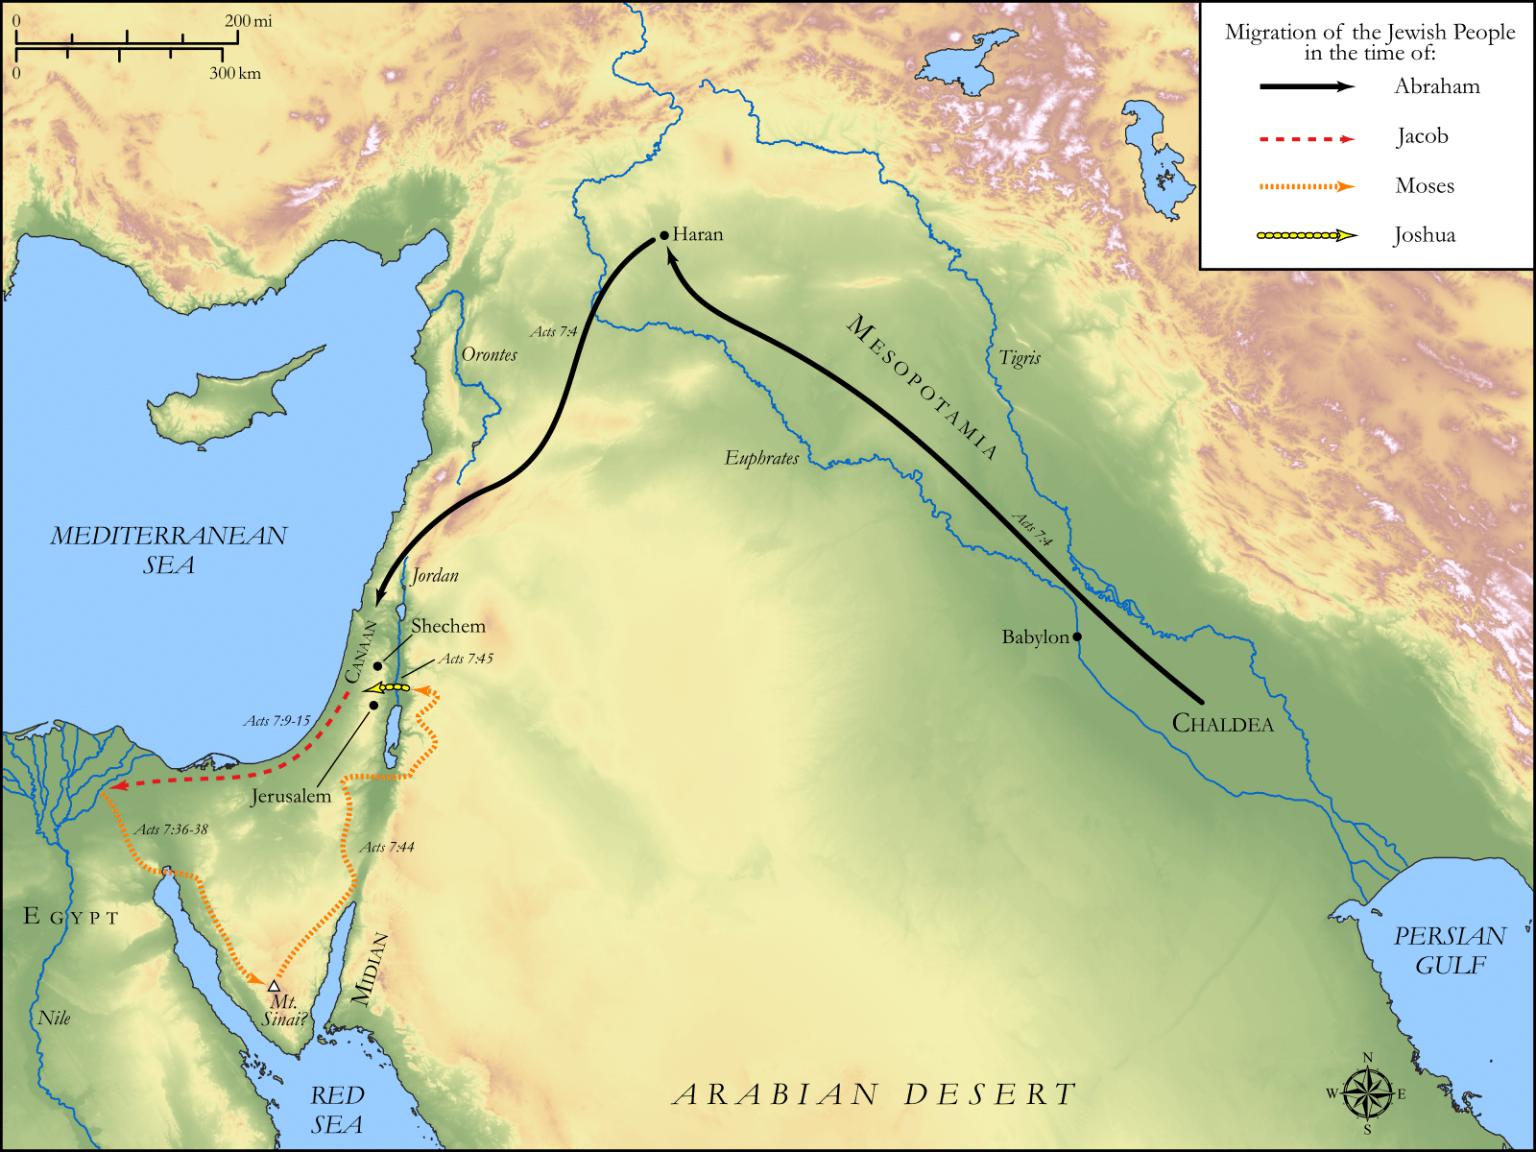 0 200 mi
0 300 km
Migration of the Jewish People
in the time of:
Abraham
Jacob
Moses
Joshua
Haran
Acts 7:4
Orontes
MESOPOTAMIA
Tigris
Euphrates
Acts 7:4
MEDITERRANEAN
SEA
Jordan
Shechem
CANAAN
Acts 7:45
Babylon
Acts 7:9-15
CHALDEA
Jerusalem
Acts 7:36-38
Acts 7:44
EGYPT
PERSIAN
GULF
MIDIAN
Mt.
Sinai?
Nile
RED
SEA
ARABIAN DESERT
N
W E
S